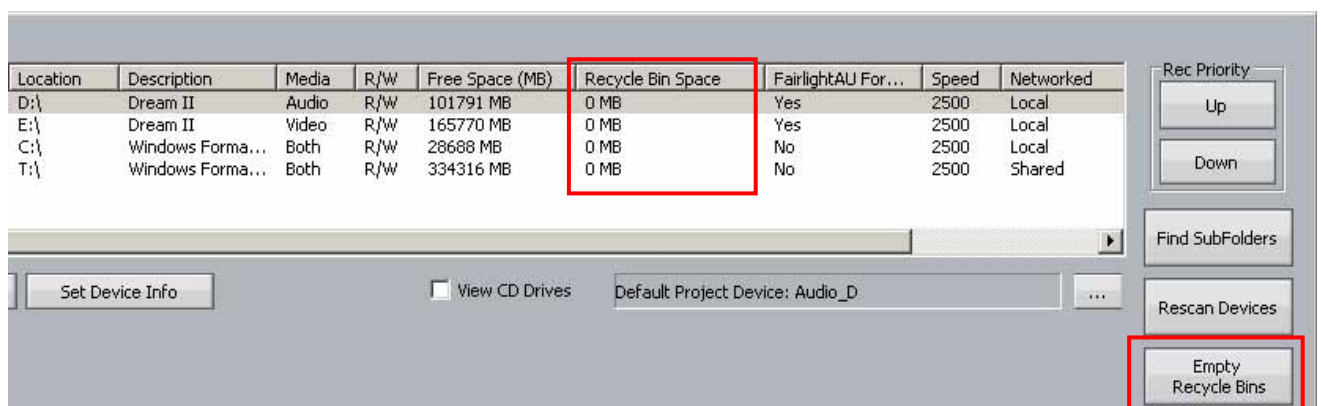 Location Description Media R/W Free Space (MB) Recycle Bin Space FairlightAU For... Speed Networked
D:\ Dream II Audio R/W 101791 MB 0 MB Yes 2500 Local
E:\ Dream II Video R/W 165770 MB 0 MB Yes 2500 Local
C:\ Windows Forma... Both R/W 28688 MB 0 MB No 2500 Local
T:\ Windows Forma... Both R/W 334316 MB 0 MB No 2500 Shared
Rec Priority
Up
Down
Find SubFolders
Set Device Info View CD Drives Default Project Device: Audio_D ...
Rescan Devices
Empty
Recycle Bins